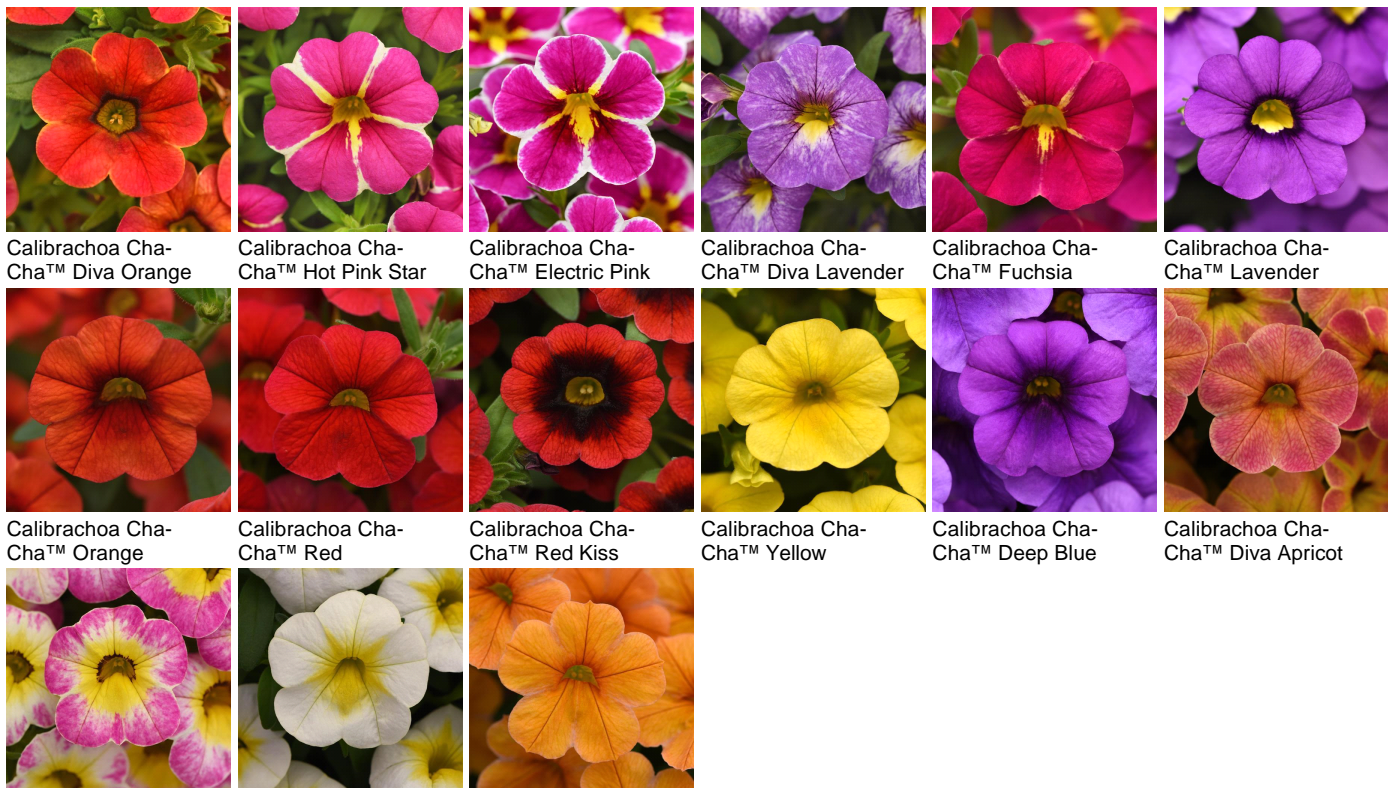 Calibrachoa Cha-
Cha™ Diva Orange
Calibrachoa Cha-
Cha™ Hot Pink Star
Calibrachoa Cha-
Cha™ Electric Pink
Calibrachoa Cha-
Cha™ Diva Lavender
Calibrachoa Cha-
Cha™ Fuchsia
Calibrachoa Cha-
Cha™ Lavender
Calibrachoa Cha-
Cha™ Orange
Calibrachoa Cha-
Cha™ Red
Calibrachoa Cha-
Cha™ Red Kiss
Calibrachoa Cha-
Cha™ Yellow
Calibrachoa Cha-
Cha™ Deep Blue
Calibrachoa Cha-
Cha™ Diva Apricot